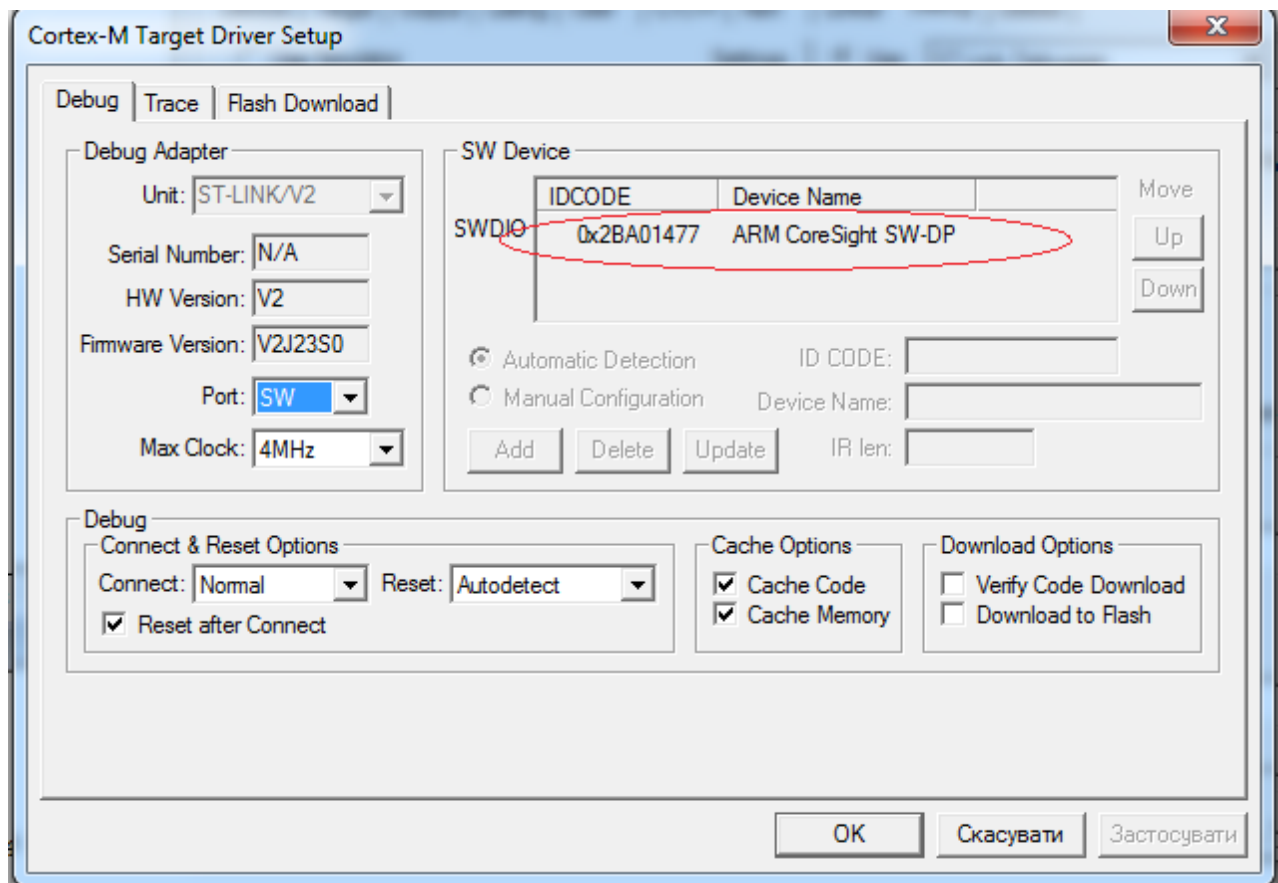 Cortex-M Target Driver Setup
Debug Trace Flash Download
Debug Adapter
Unit: ST-LINK/V2
Serial Number: N/A
HW Version: V2
Firmware Version: V2J23S0
Port: SW
Max Clock: 4MHz
SW Device
IDCODE Device Name
SWDIO 0x2BA01477 ARM CoreSight SW-DP
Move
Up
Down
Automatic Detection ID CODE:
Manual Configuration Device Name:
Add Delete Update IR len:
Debug
Connect & Reset Options
Connect: Normal Reset: Autodetect
Reset after Connect
Cache Options
Cache Code
Cache Memory
Download Options
Verify Code Download
Download to Flash
OK Скасувати Застосувати